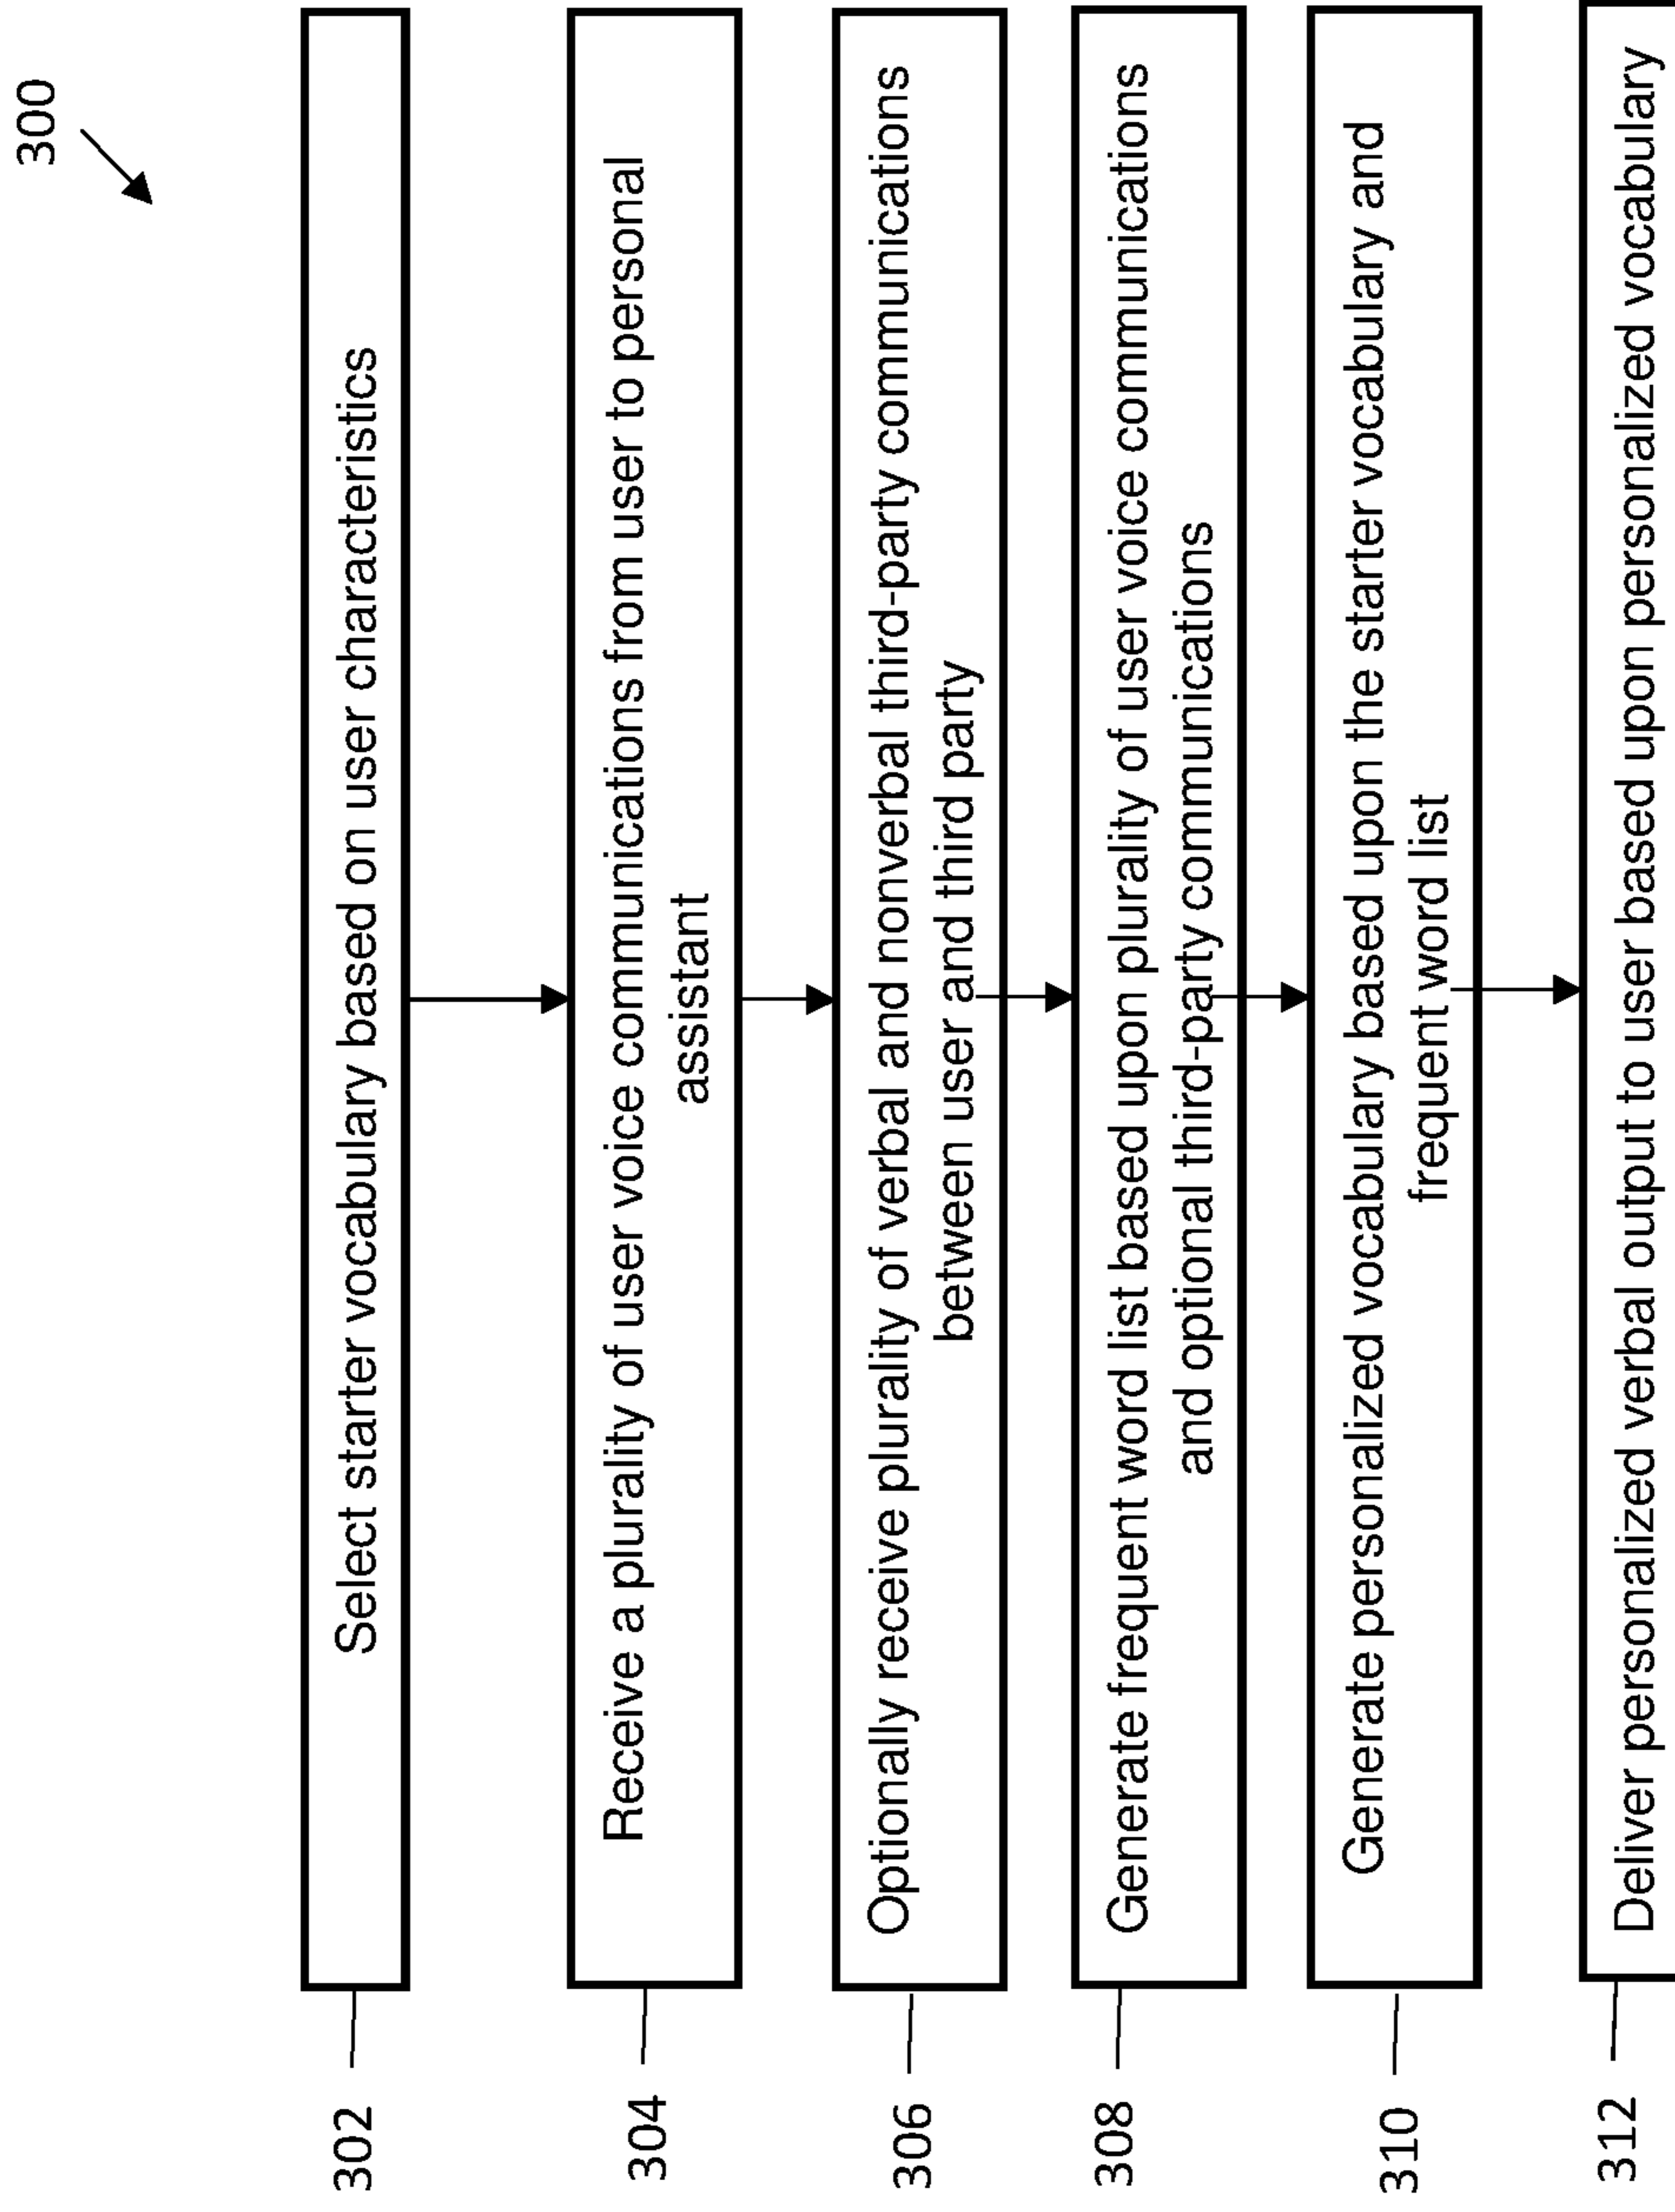 300
302
Select starter vocabulary based on user characteristics
304
Receive a plurality of user voice communications from user to personal
assistant
306
Optionally receive plurality of verbal and nonverbal third-party communications
between user and third party
308
Generate frequent word list based upon plurality of user voice communications
and optional third-party communications
310
Generate personalized vocabulary based upon the starter vocabulary and
frequent word list
312
Deliver personalized verbal output to user based upon personalized vocabulary